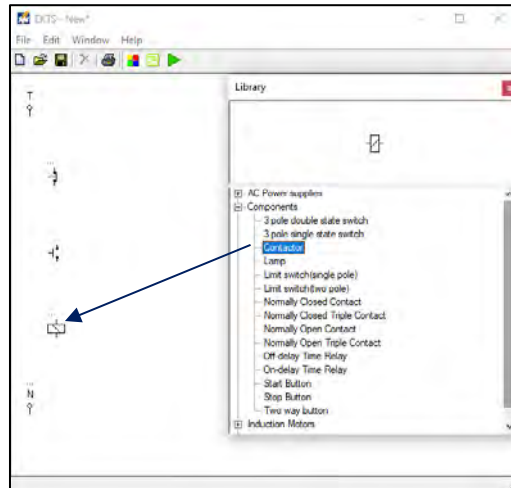 EKTS - New*
File Edit Window Help
Library
T
AC Power supplies
Components
3 pole double state switch
3 pole single state switch
Contactor
Lamp
Limit switch(single pole)
Limit switch(two pole)
Normally Closed Contact
Normally Closed Triple Contact
Normally Open Contact
Normally Open Triple Contact
Off-delay Time Relay
On-delay Time Relay
Start Button
Stop Button
Two way button
Induction Motors
N